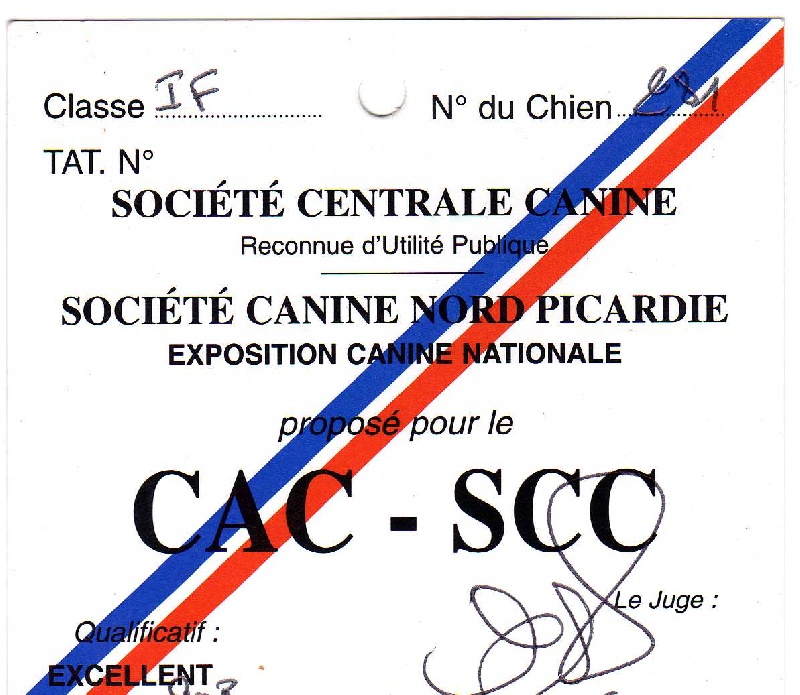 Classe IF N° du Chien 281
TAT. N°
SOCIÉTÉ CENTRALE CANINE
Reconnue d'Utilité Publique
SOCIÉTÉ CANINE NORD PICARDIE
EXPOSITION CANINE NATIONALE
proposé pour le
CAC - SCC
Le Juge :
Qualificatif :
EXCELLENT